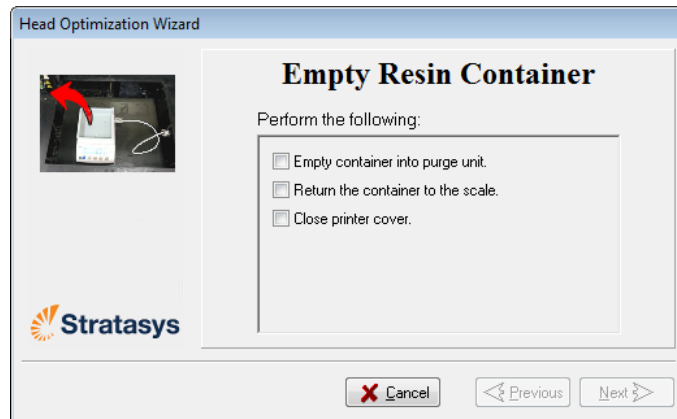 Head Optimization Wizard
Empty Resin Container
Perform the following:
Empty container into purge unit.
Return the container to the scale.
Close printer cover.
Stratasys
Cancel
Previous
Next